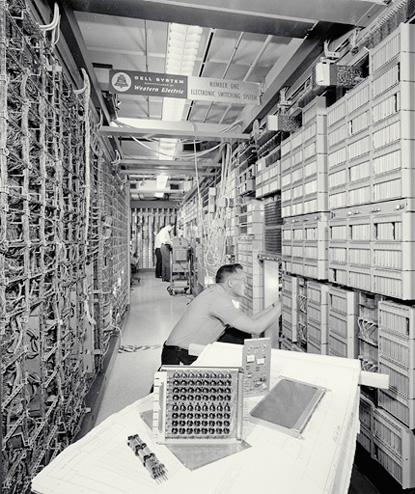 BELL SYSTEM
Western Electric
NUMBER ONE
ELECTRONIC SWITCHING
SYSTEM